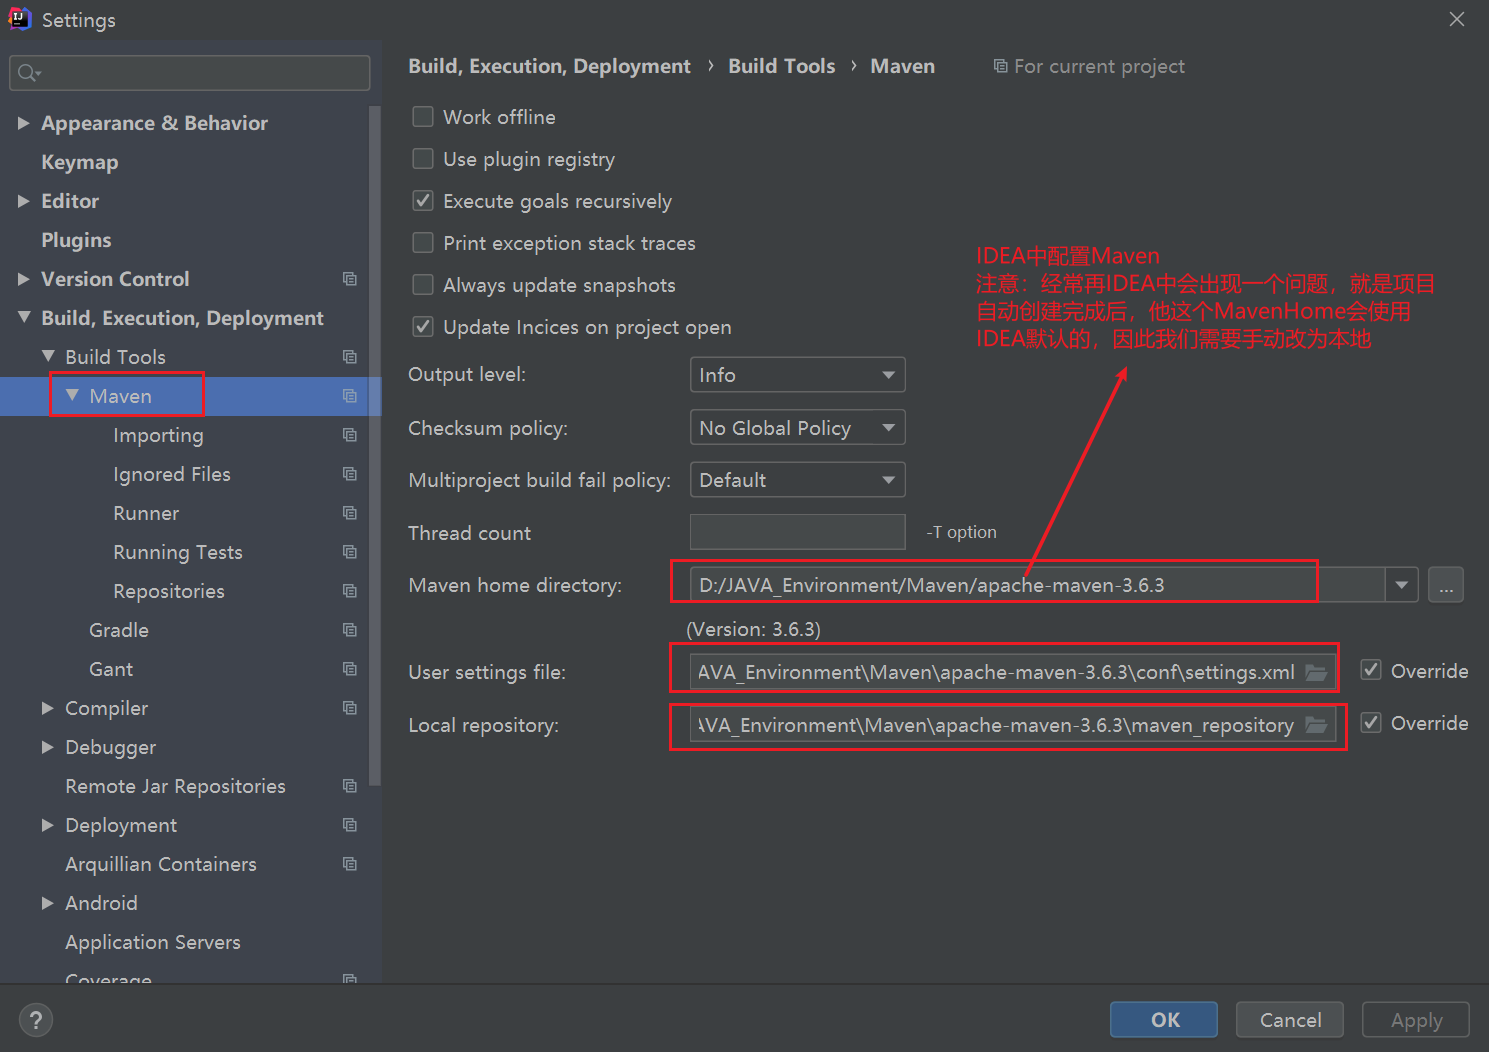 Settings
Build, Execution, Deployment › Build Tools › Maven For current project
Appearance & Behavior
Keymap
Editor
Plugins
Version Control
Build, Execution, Deployment
Build Tools
Maven
Importing
Ignored Files
Runner
Running Tests
Repositories
Gradle
Gant
Compiler
Debugger
Remote Jar Repositories
Deployment
Arquillian Containers
Android
Application Servers
Coverage
Work offline
Use plugin registry
Execute goals recursively
Print exception stack traces
Always update snapshots
Update Incices on project open
Output level: Info
Checksum policy: No Global Policy
Multiproject build fail policy: Default
Thread count -T option
Maven home directory: D:/JAVA_Environment/Maven/apache-maven-3.6.3 ...
(Version: 3.6.3)
User settings file: AVA_Environment\Maven\apache-maven-3.6.3\conf\settings.xml Override
Local repository: AVA_Environment\Maven\apache-maven-3.6.3\maven_repository Override
IDEA中配置Maven
注意：经常再IDEA中会出现一个问题，就是项目
自动创建完成后，他这个MavenHome会使用
IDEA默认的，因此我们需要手动改为本地
? OK Cancel Apply